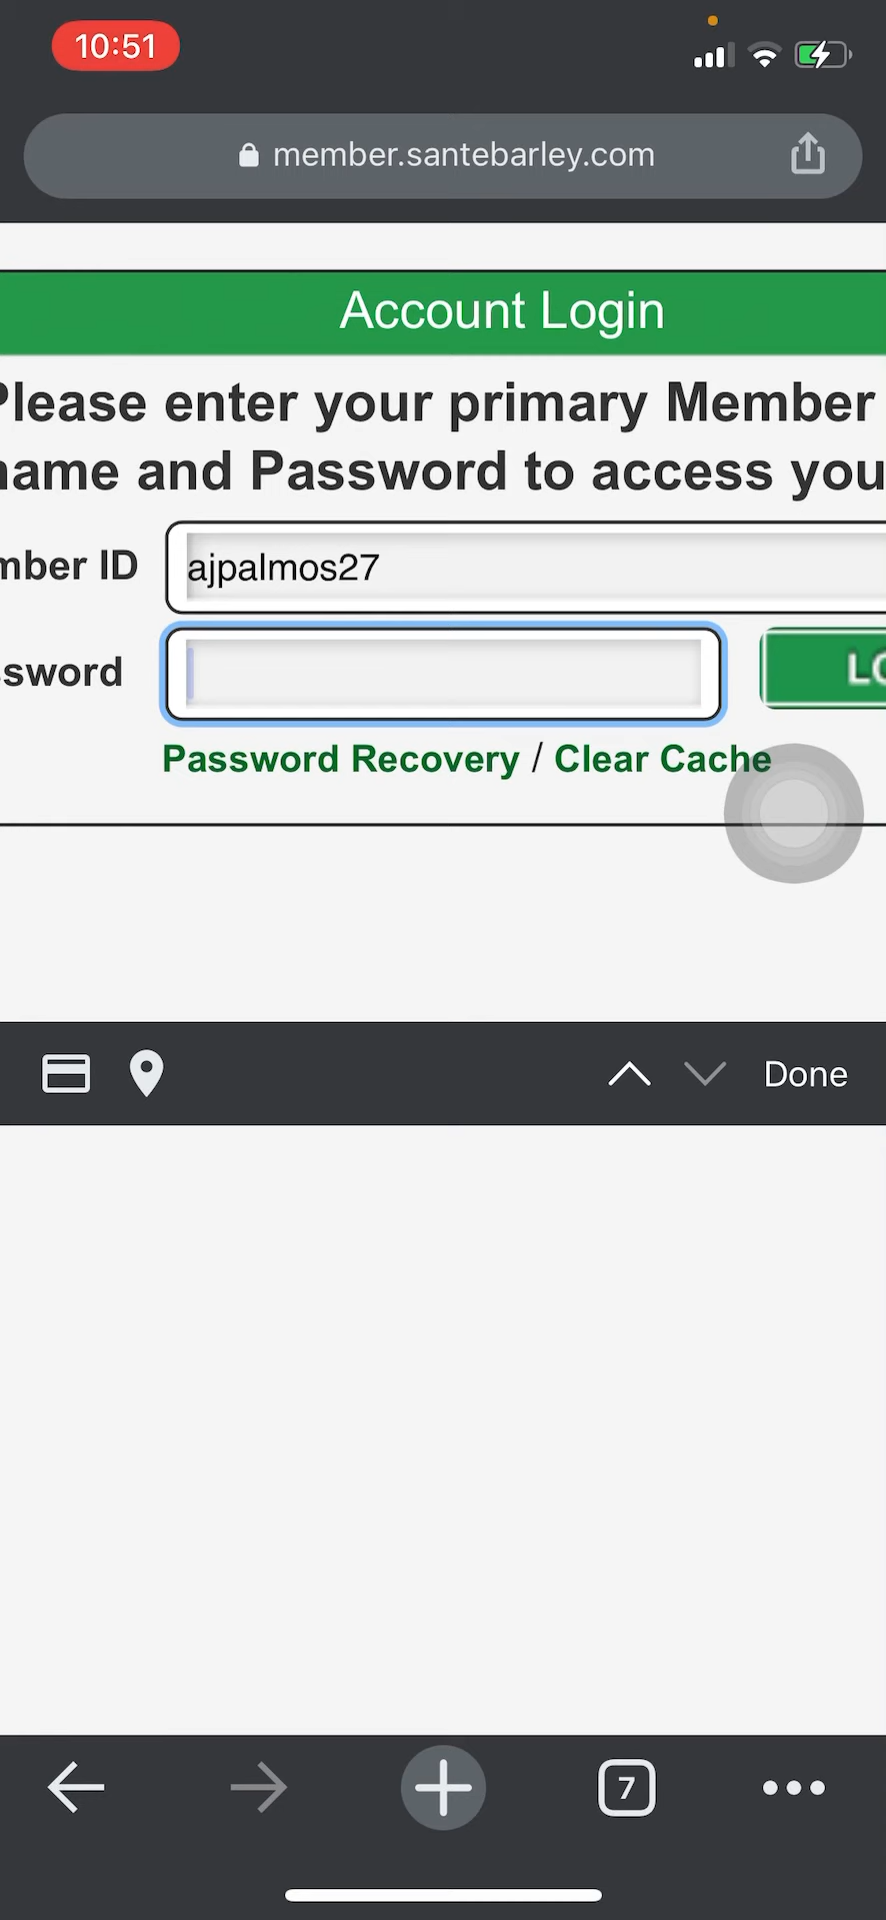 10:51
member.santebarley.com
Account Login
Please enter your primary Member
name and Password to access you
mber ID
ajpalmos27
sword
LO
Password Recovery / Clear Cache
Done
7